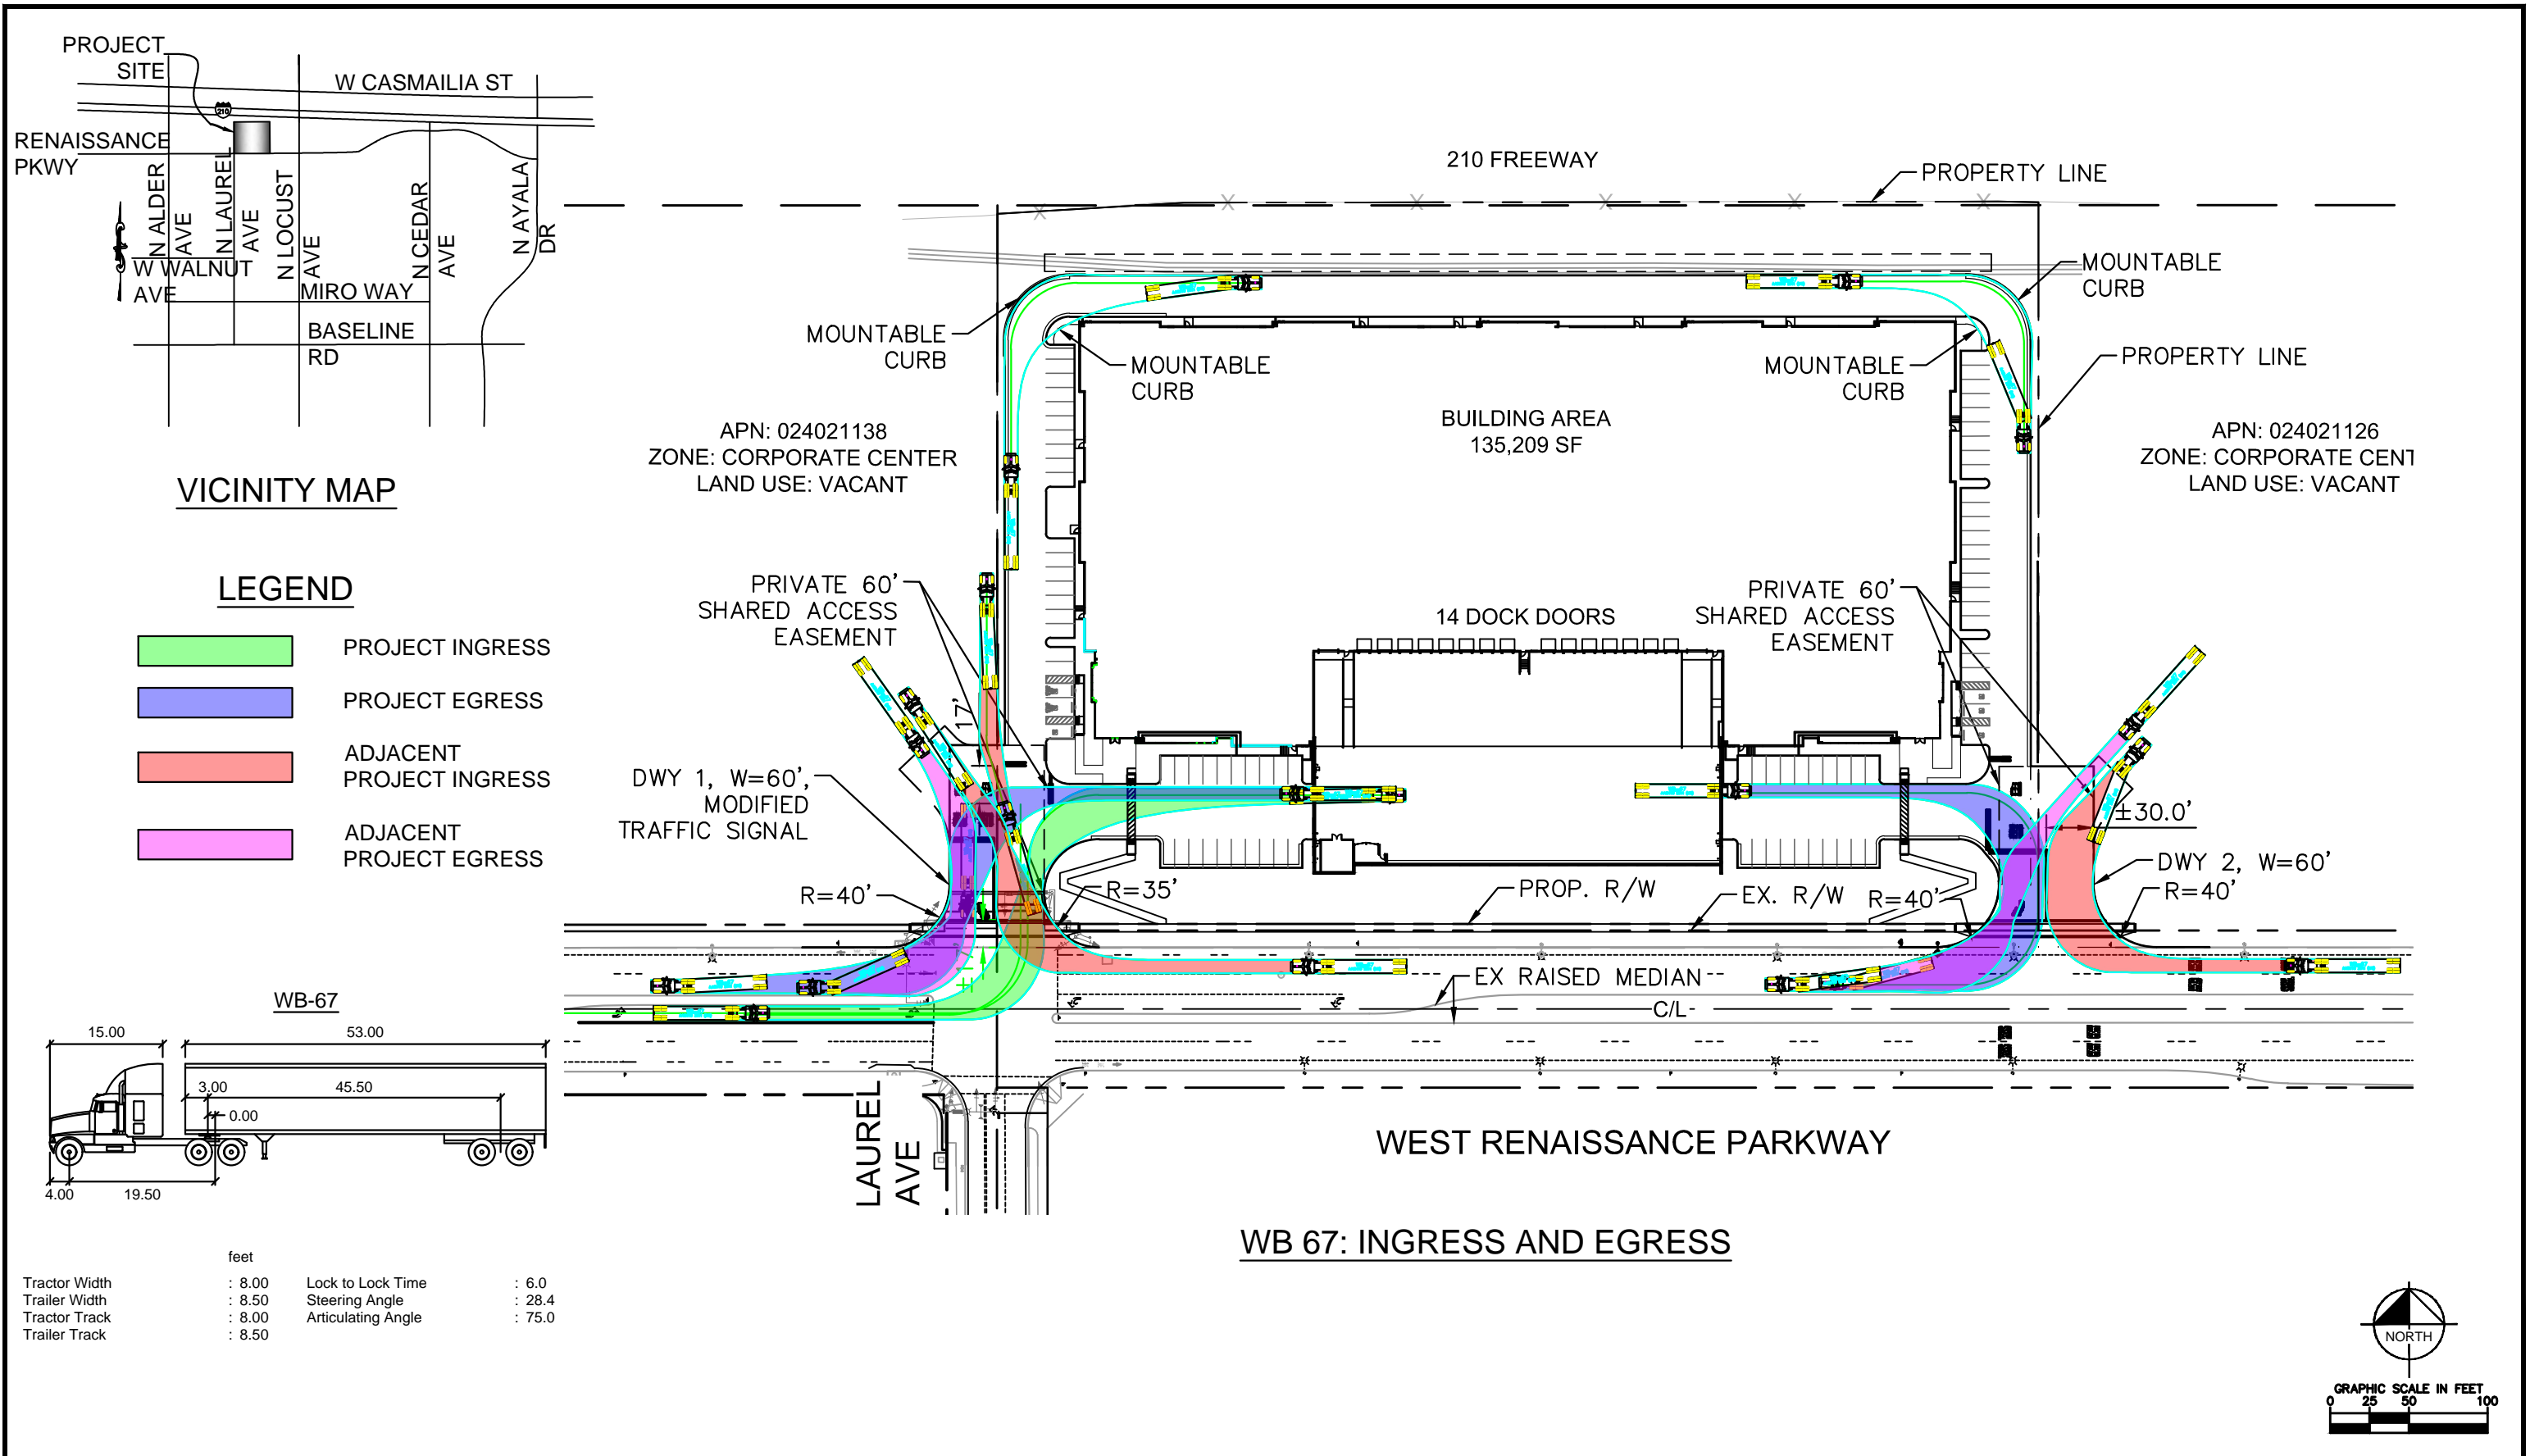 PROJECT
SITE
W CASMAILIA ST
210
RENAISSANCE
PKWY
N ALDER
AVE
N LAUREL
AVE
N LOCUST
AVE
N CEDAR
AVE
N AYALA
DR
W WALNUT
AVE
MIRO WAY
BASELINE
RD
VICINITY MAP
LEGEND
PROJECT INGRESS
PROJECT EGRESS
ADJACENT
PROJECT INGRESS
ADJACENT
PROJECT EGRESS
WB-67
15.00
53.00
3.00
45.50
0.00
4.00
19.50
feet
Tractor Width : 8.00
Trailer Width : 8.50
Tractor Track : 8.00
Trailer Track : 8.50
Lock to Lock Time : 6.0
Steering Angle : 28.4
Articulating Angle : 75.0
210 FREEWAY
PROPERTY LINE
MOUNTABLE
CURB
MOUNTABLE
CURB
MOUNTABLE
CURB
MOUNTABLE
CURB
PROPERTY LINE
BUILDING AREA
135,209 SF
APN: 024021138
ZONE: CORPORATE CENTER
LAND USE: VACANT
APN: 024021126
ZONE: CORPORATE CENT
LAND USE: VACANT
PRIVATE 60'
SHARED ACCESS
EASEMENT
14 DOCK DOORS
PRIVATE 60'
SHARED ACCESS
EASEMENT
17'
DWY 1, W=60',
MODIFIED
TRAFFIC SIGNAL
±30.0'
DWY 2, W=60'
R=40'
R=35'
PROP. R/W
EX. R/W
R=40'
R=40'
EX RAISED MEDIAN
C/L
LAUREL
AVE
WEST RENAISSANCE PARKWAY
WB 67: INGRESS AND EGRESS
NORTH
GRAPHIC SCALE IN FEET
0 25 50 100